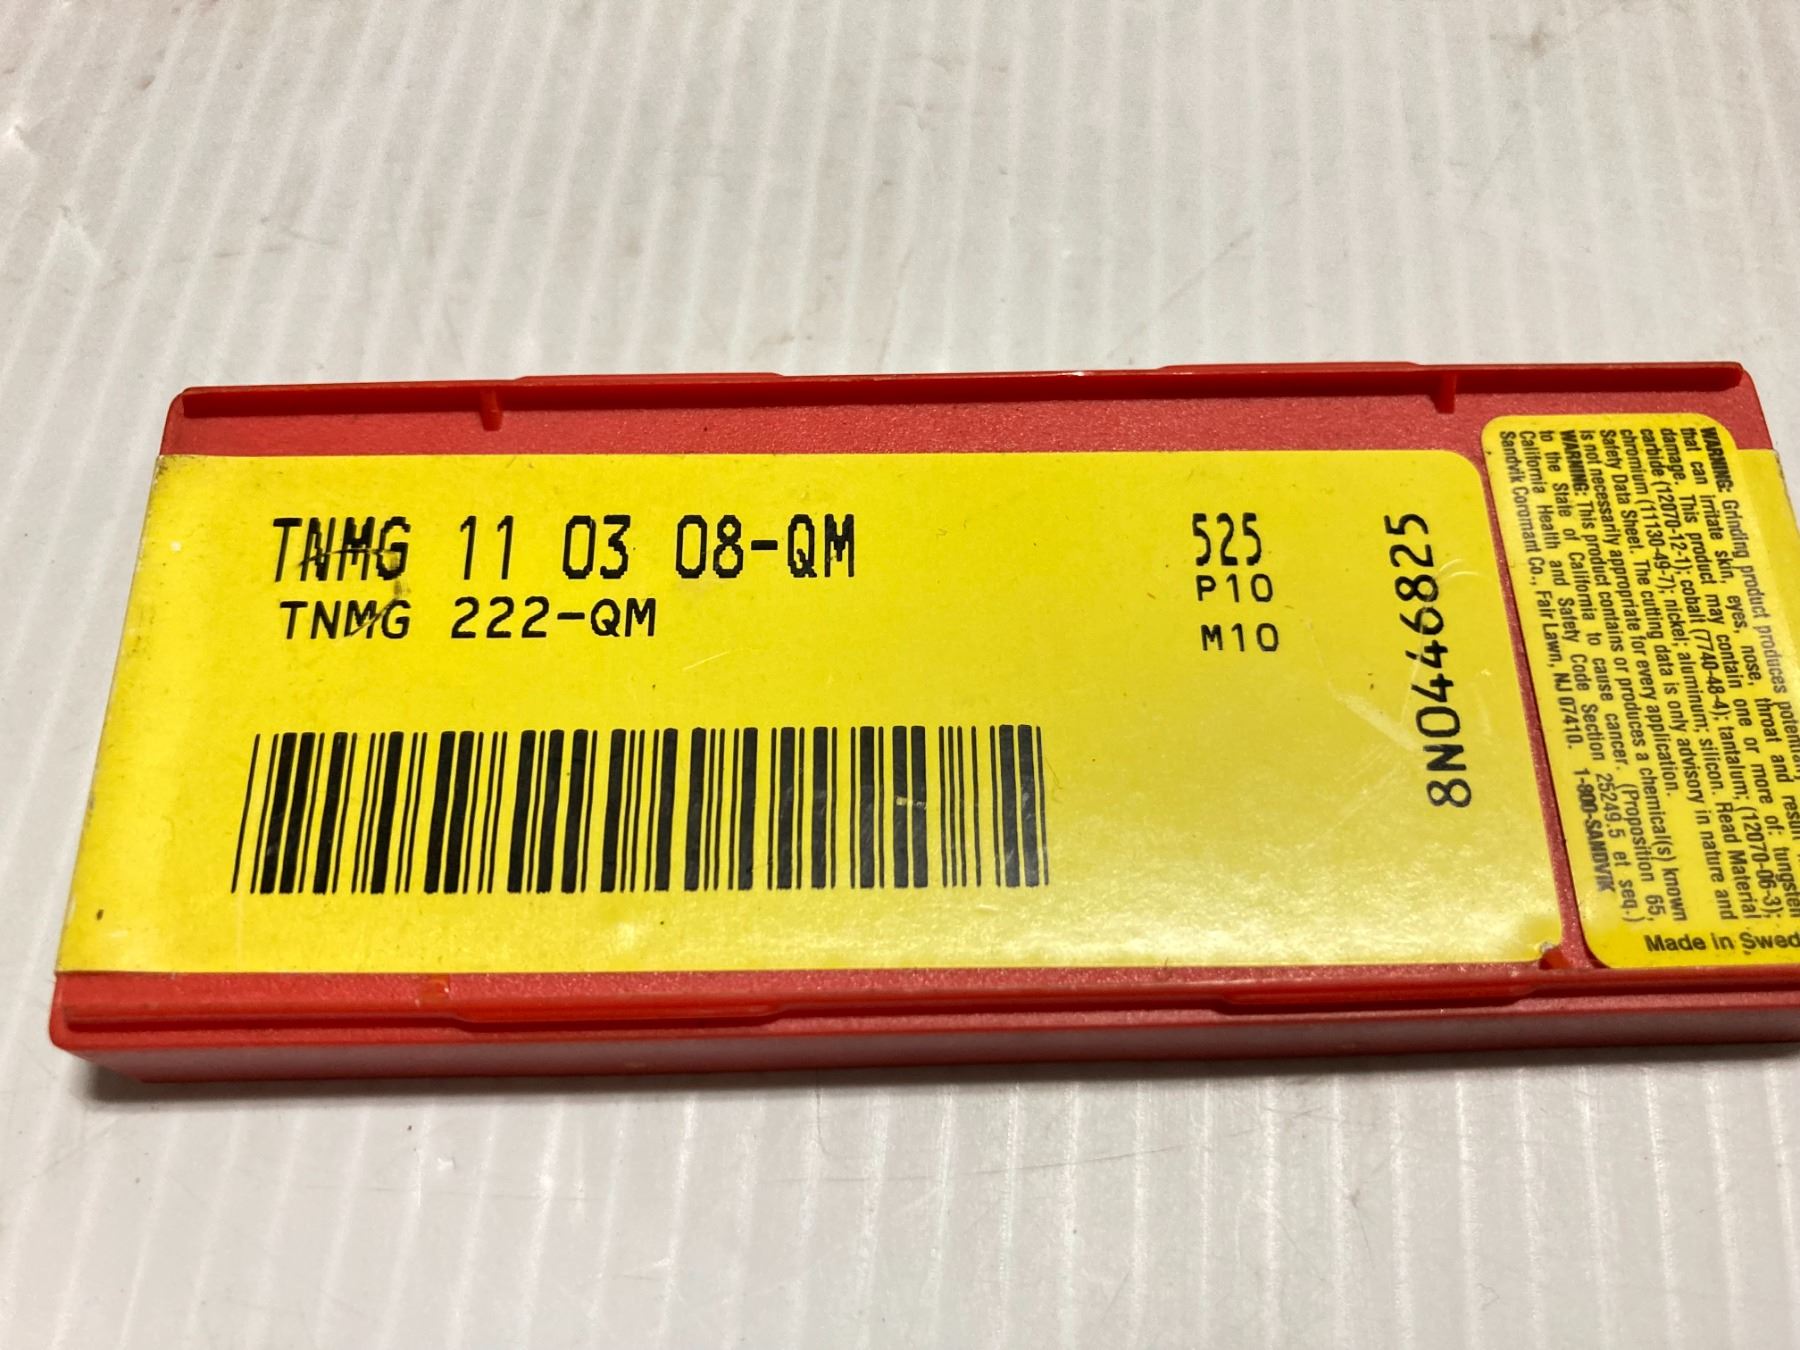 TNMG 11 03 08-QM
TNMG 222-QM
525
P10
M10
8N0446825
WARNING: Grinding product produces potentially
that can irritate skin, eyes, nose, throat and result
damage. This product may contain one or more of: tungsten
carbide (12070-12-1); cobalt (7740-48-4); tantalum; (12070-06-3);
chromium (11130-49-7); nickel; aluminum; silicon. Read Material
Safety Data Sheet. The cutting data is only advisory in nature and
is not necessarily appropriate for every application.
WARNING: This product contains or produces a chemical(s) known
to the State of California to cause cancer. (Proposition 65,
California Heatth and Safety Code Section 25249.5 et seq.)
Sandvik Coromant Co., Fair Lawn, NJ 07410. 1-800-SANDVIK
Made in Swed